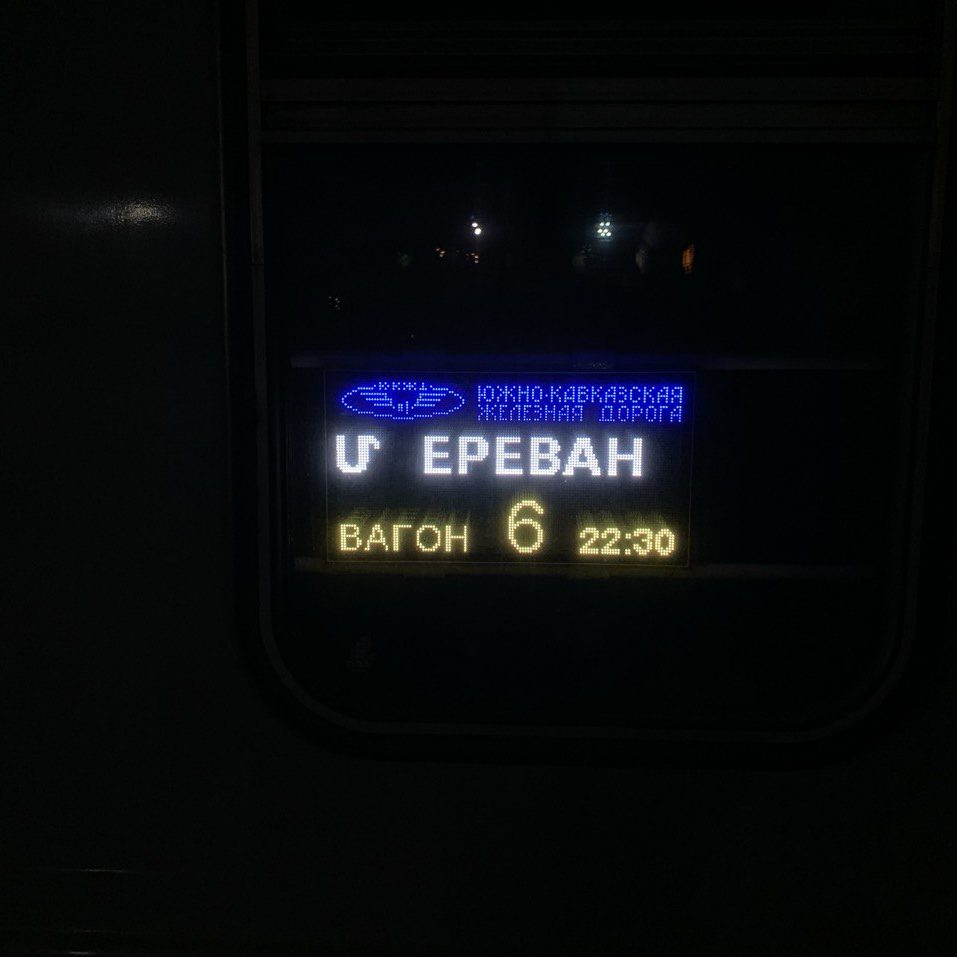 ЮЖНО-КАВКАЗСКАЯ
ЖЕЛЕЗНАЯ ДОРОГА
ЕРЕВАН
ВАГОН 6 22:30